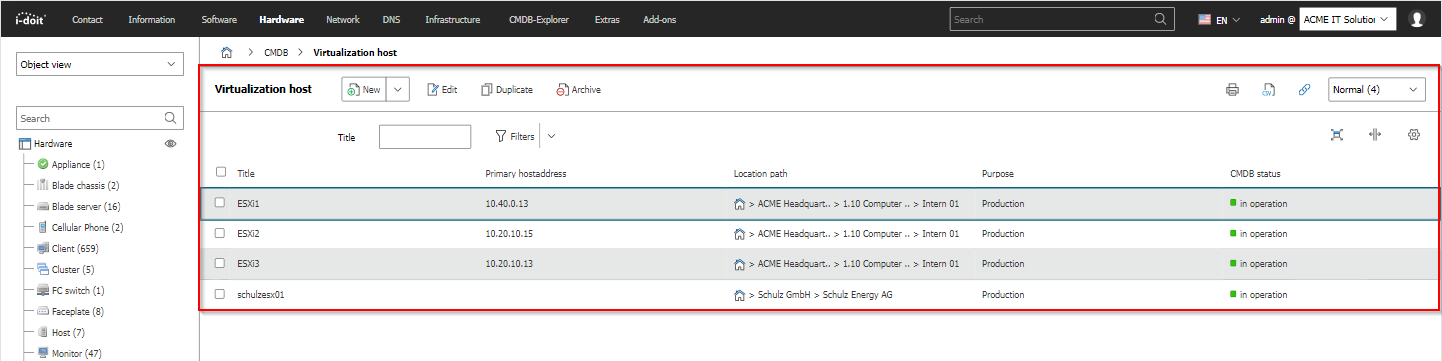 i-doit Contact Information Software Hardware Network DNS Infrastructure CMDB-Explorer Extras Add-ons Search EN admin @ ACME IT Solution
CMDB Virtualization host
Object view
Virtualization host New Edit Duplicate Archive CSV Normal (4)
Search
Title Filters
Hardware
Appliance (1)
Blade chassis (2)
Blade server (16)
Cellular Phone (2)
Client (659)
Cluster (5)
FC switch (1)
Faceplate (8)
Host (7)
Monitor (47)
Title Primary hostaddress Location path Purpose CMDB status
ESXi1 10.40.0.13 > ACME Headquart.. > 1.10 Computer .. > Intern 01 Production in operation
ESXi2 10.20.10.15 > ACME Headquart.. > 1.10 Computer .. > Intern 01 Production in operation
ESXi3 10.20.10.13 > ACME Headquart.. > 1.10 Computer .. > Intern 01 Production in operation
schulzesx01 > Schulz GmbH > Schulz Energy AG Production in operation